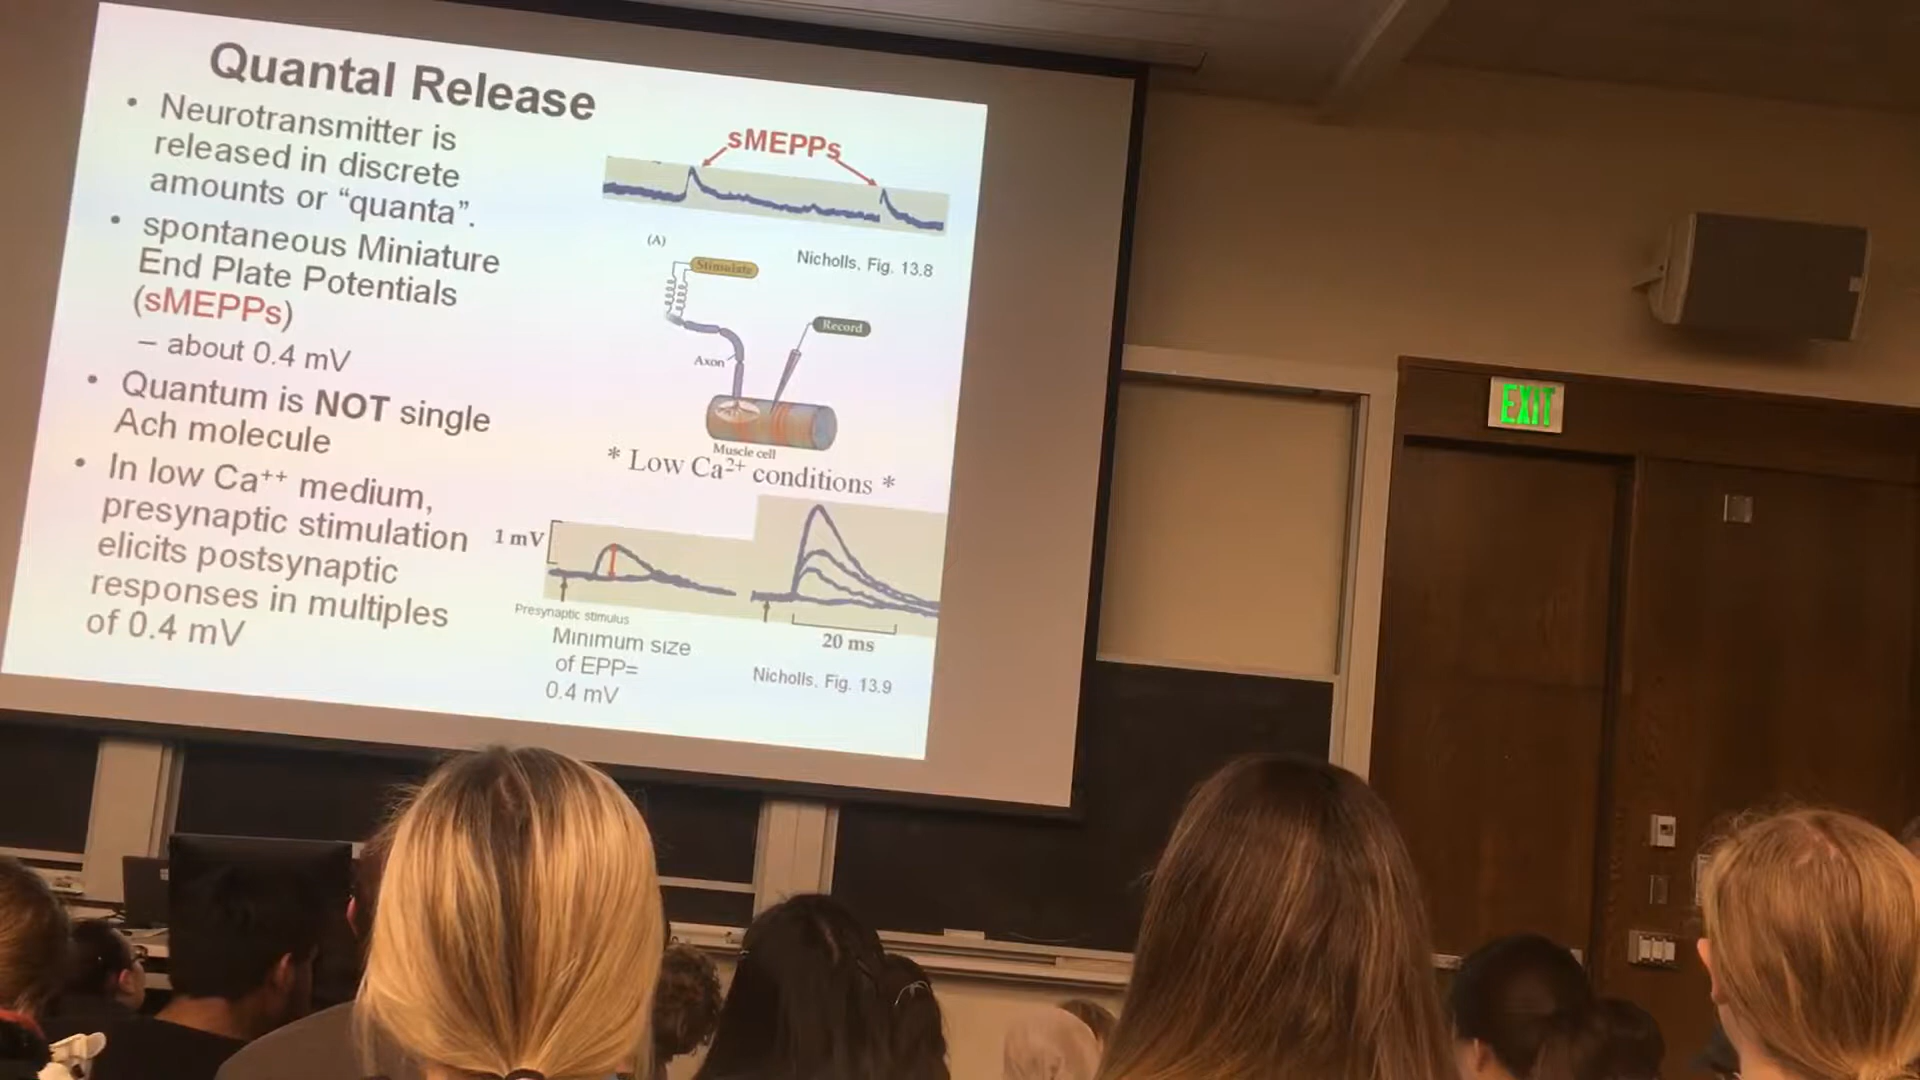 Quantal Release
• Neurotransmitter is
released in discrete
amounts or “quanta”.
• spontaneous Miniature
End Plate Potentials
(sMEPPs)
– about 0.4 mV
• Quantum is NOT single
Ach molecule
• In low Ca⁺⁺ medium,
presynaptic stimulation
elicits postsynaptic
responses in multiples
of 0.4 mV
sMEPPs
(A)
Nicholls, Fig. 13.8
Stimulate
Record
Axon
Muscle cell
* Low Ca²⁺ conditions *
1 mV
Presynaptic stimulus
Minimum size
of EPP=
0.4 mV
20 ms
Nicholls, Fig. 13.9
EXIT